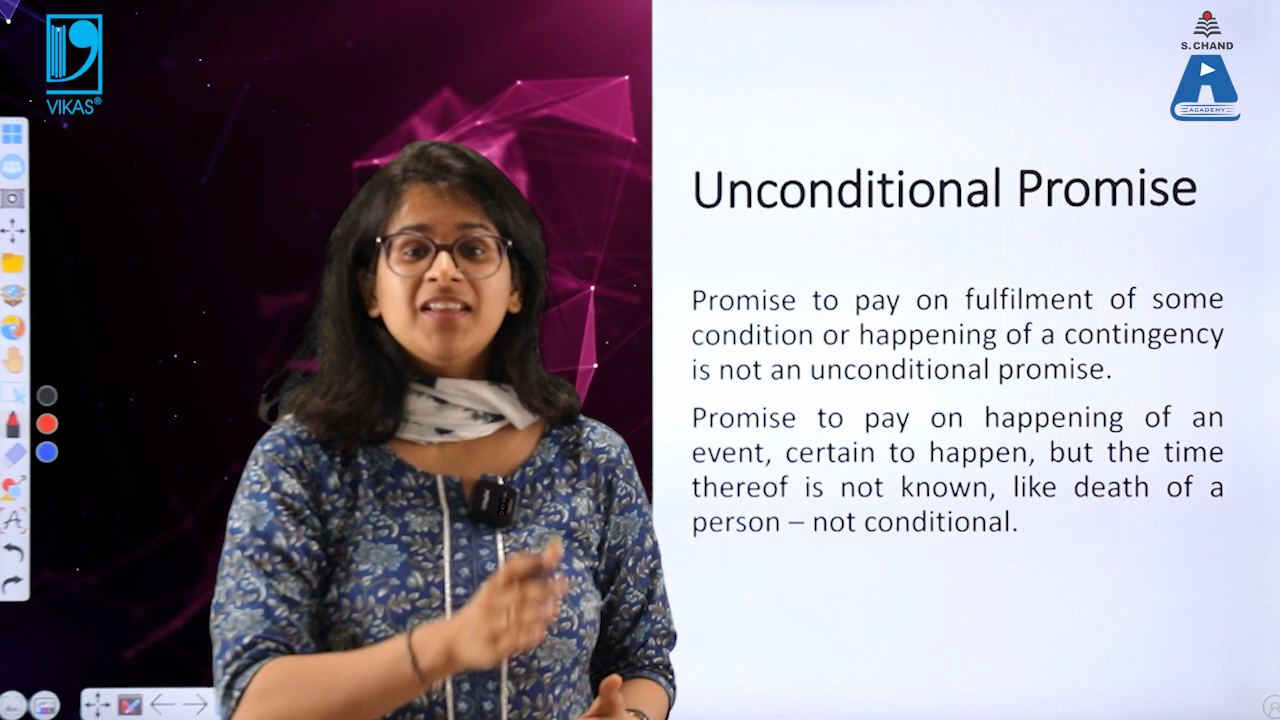 VIKAS®
S. CHAND
ACADEMY
Unconditional Promise
Promise to pay on fulfilment of some
condition or happening of a contingency
is not an unconditional promise.
Promise to pay on happening of an
event, certain to happen, but the time
thereof is not known, like death of a
person – not conditional.